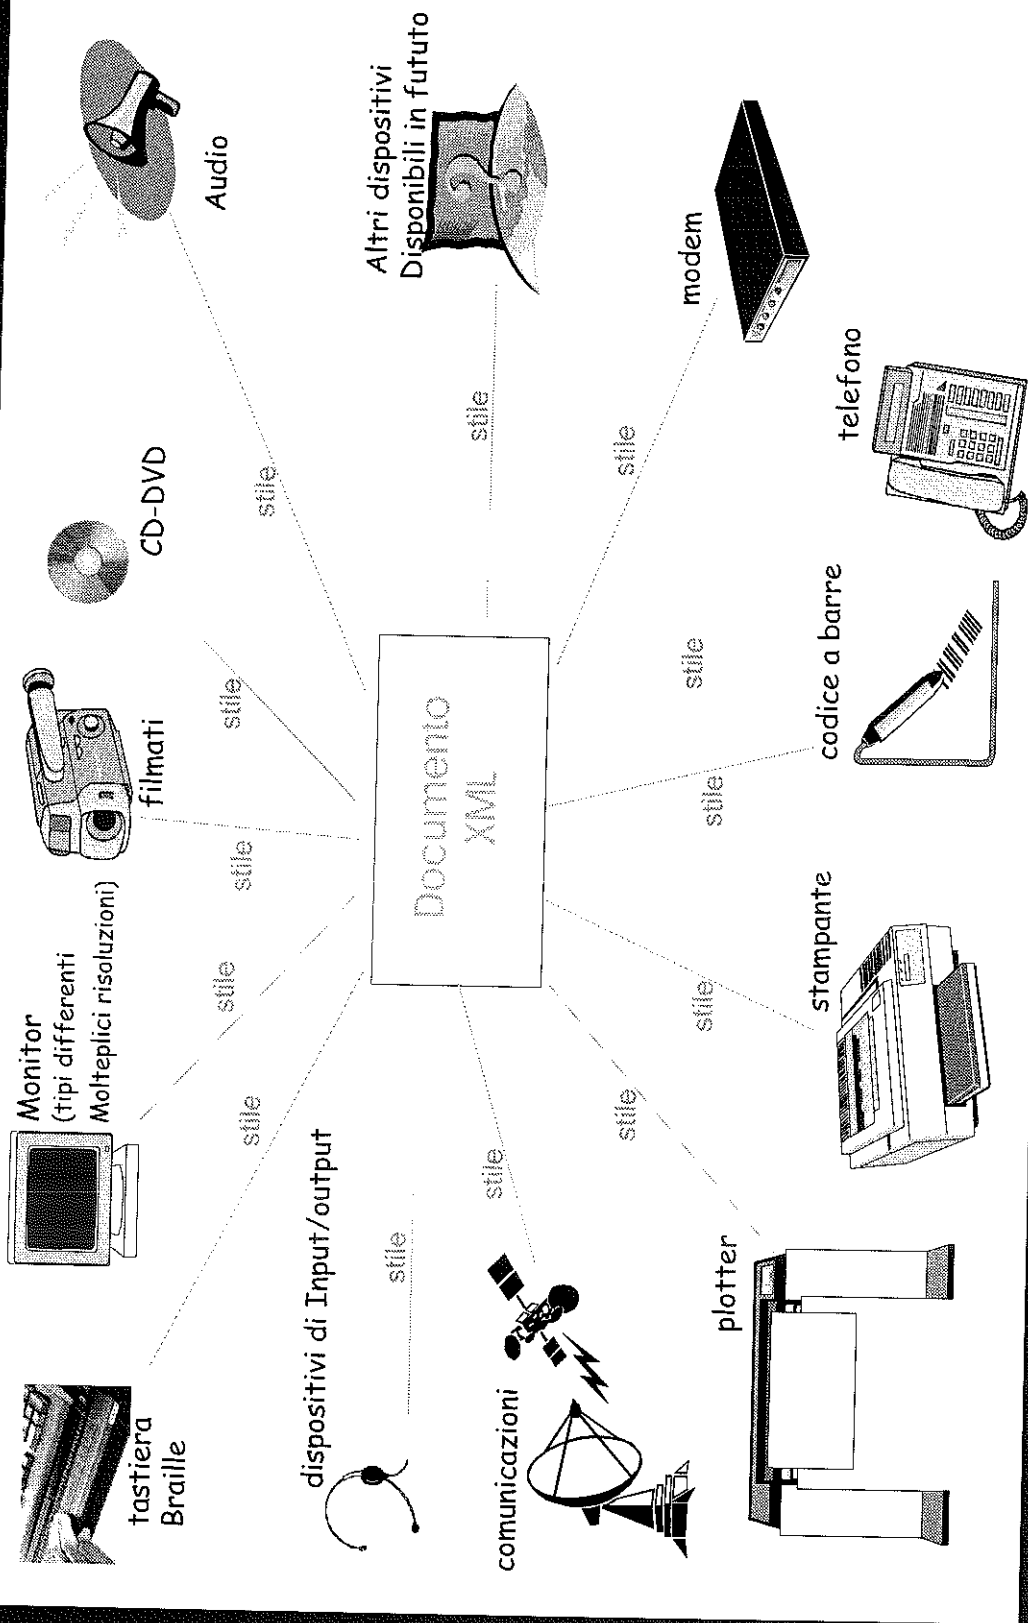 tastiera
Braille
Monitor
(tipi differenti
Molteplici risoluzioni)
filmati
CD-DVD
Audio
stile
stile
stile
stile
stile
dispositivi di Input/output
stile
Documento
XML
Altri dispositivi
Disponibili in fututo
stile
comunicazioni
stile
stile
modem
plotter
stile
stile
stile
stile
stampante
codice a barre
telefono